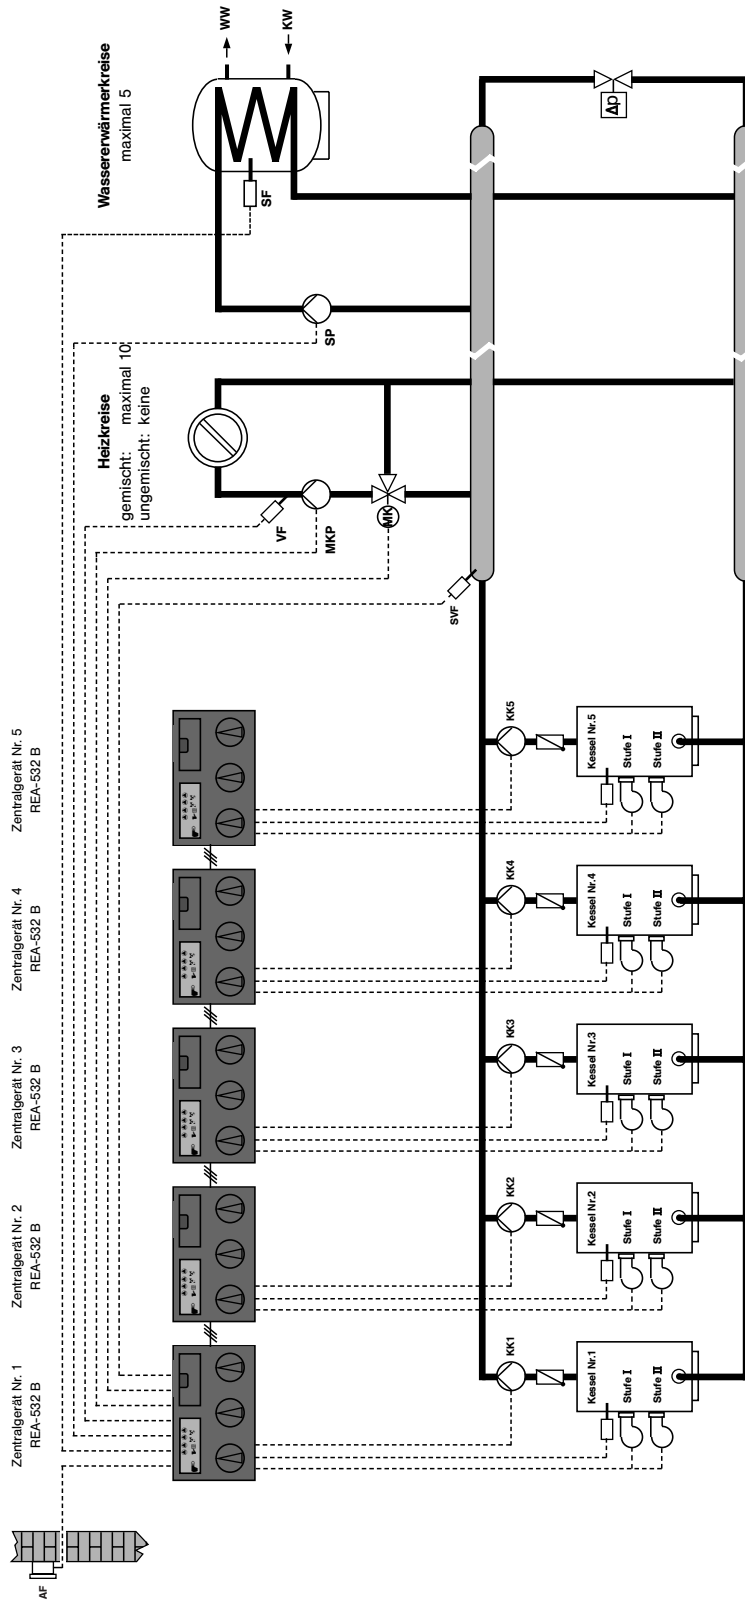 AF
Zentralgerät Nr. 1
REA-532 B
Zentralgerät Nr. 2
REA-532 B
Zentralgerät Nr. 3
REA-532 B
Zentralgerät Nr. 4
REA-532 B
Zentralgerät Nr. 5
REA-532 B
Heizkreise
gemischt: maximal 10
ungemischt: keine
Wassererwärmerkreise
maximal 5
WW
KW
SF
SP
VF
MKP
MK
SVF
Δp
KK1
KK2
KK3
KK4
KK5
Kessel Nr.1
Stufe I
Stufe II
Kessel Nr.2
Stufe I
Stufe II
Kessel Nr.3
Stufe I
Stufe II
Kessel Nr.4
Stufe I
Stufe II
Kessel Nr.5
Stufe I
Stufe II